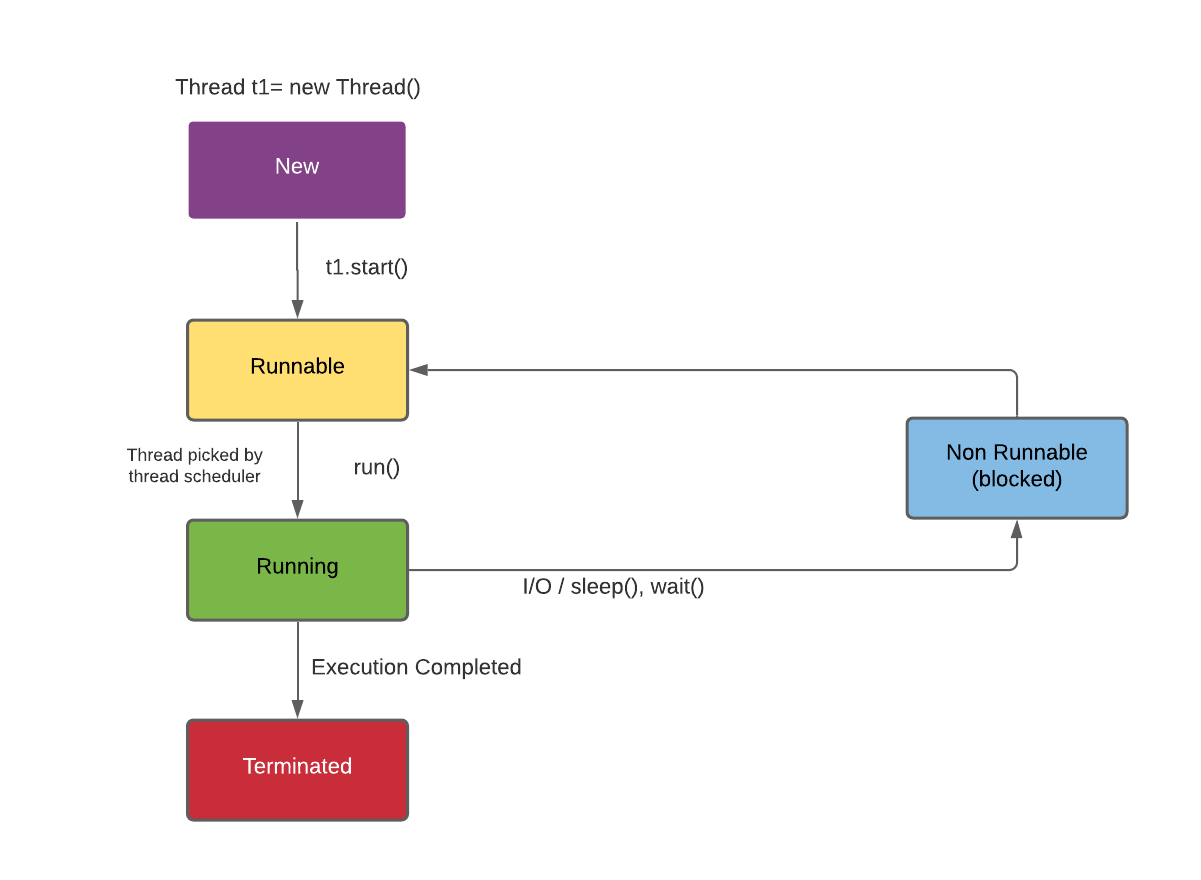 Thread t1= new Thread()
New
t1.start()
Runnable
Thread picked by
thread scheduler
run()
Non Runnable
(blocked)
Running
I/O / sleep(), wait()
Execution Completed
Terminated